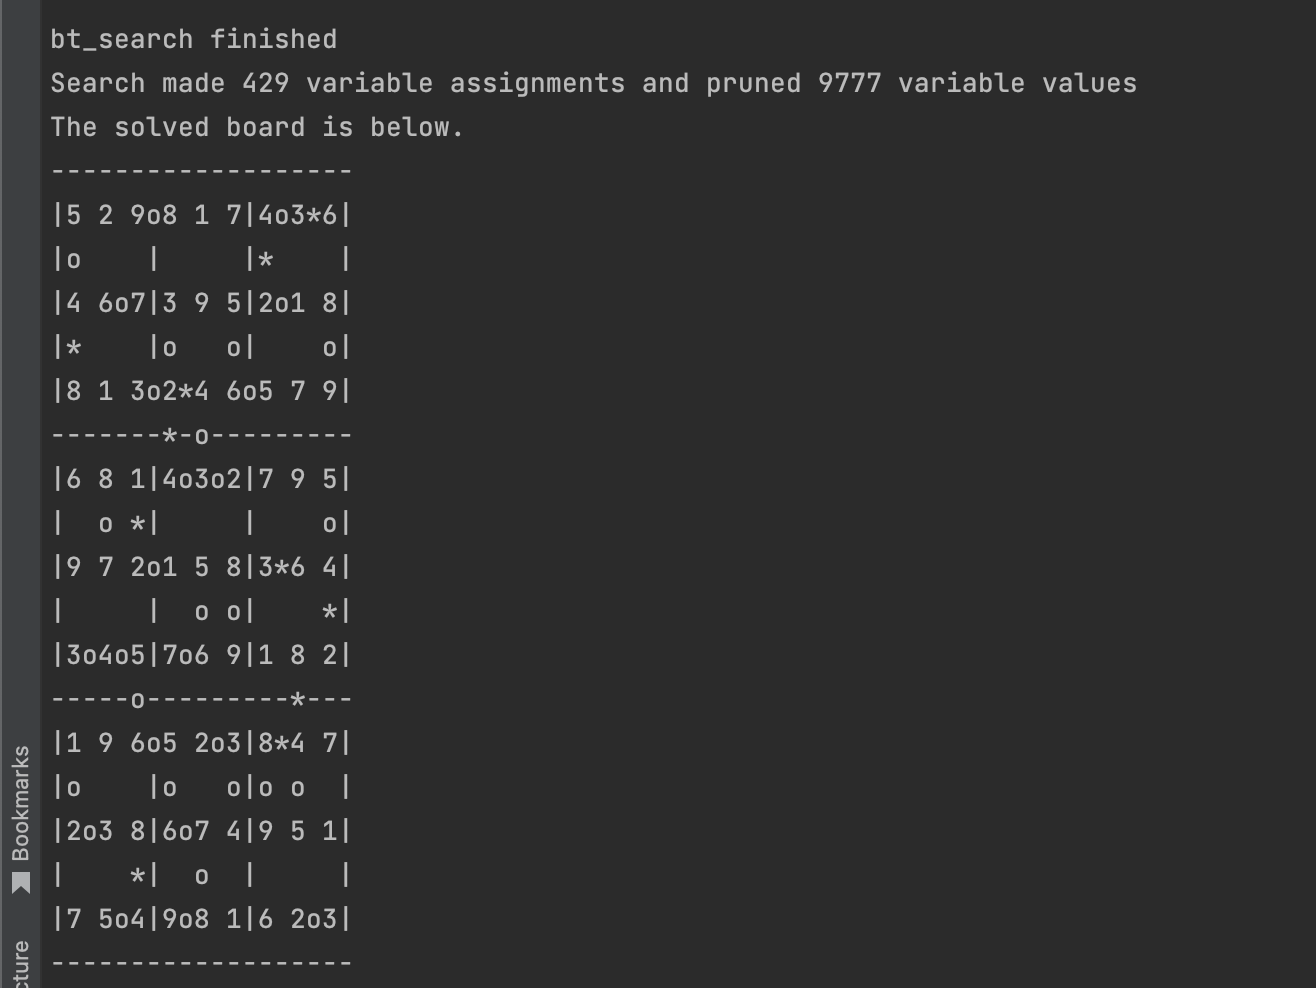 bt_search finished
Search made 429 variable assignments and pruned 9777 variable values
The solved board is below.
-------------------
|5 2 9o8 1 7|4o3*6|
|o    |     |*    |
|4 6o7|3 9 5|2o1 8|
|*    |o   o|    o|
|8 1 3o2*4 6o5 7 9|
-------*-o---------
|6 8 1|4o3o2|7 9 5|
|  o *|     |    o|
|9 7 2o1 5 8|3*6 4|
|     |  o o|    *|
|3o4o5|7o6 9|1 8 2|
-----o---------*---
|1 9 6o5 2o3|8*4 7|
|o    |o   o|o o  |
|2o3 8|6o7 4|9 5 1|
|    *|  o  |     |
|7 5o4|9o8 1|6 2o3|
-------------------
Bookmarks
cture